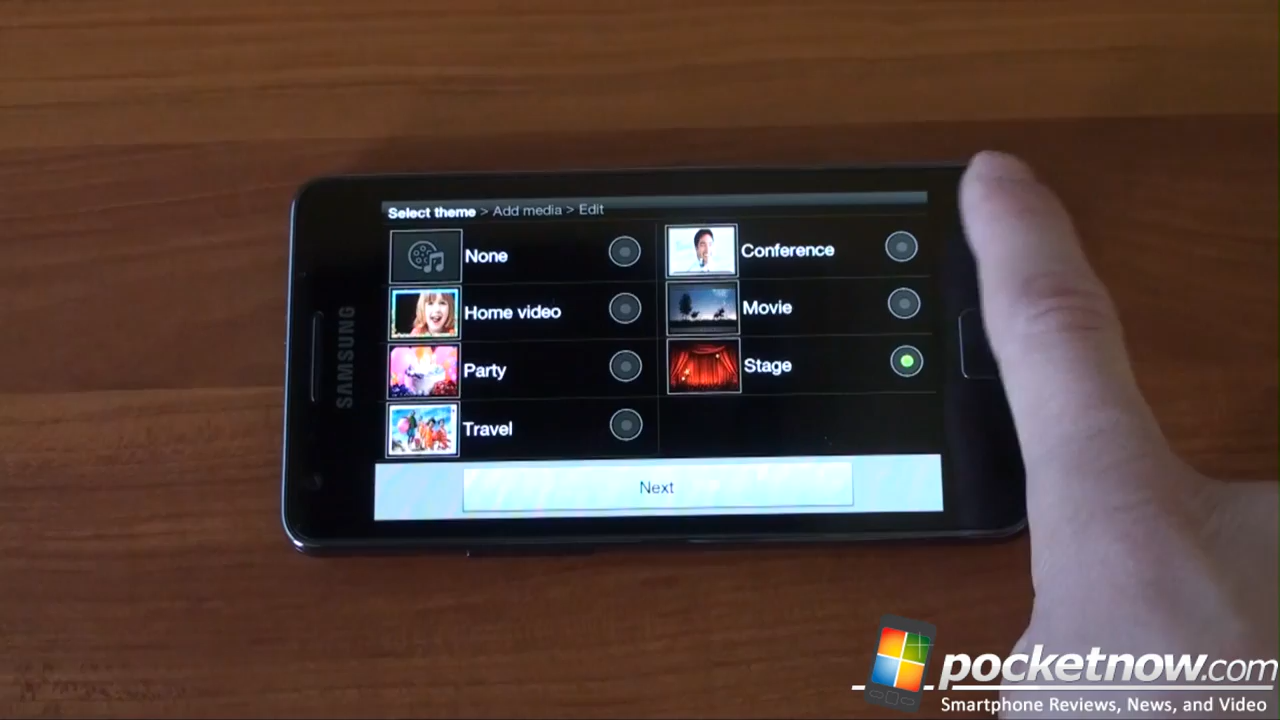 Select theme > Add media > Edit
None
Conference
Home video
Movie
Party
Stage
Travel
Next
SAMSUNG
pocketnow.com
Smartphone Reviews, News, and Video